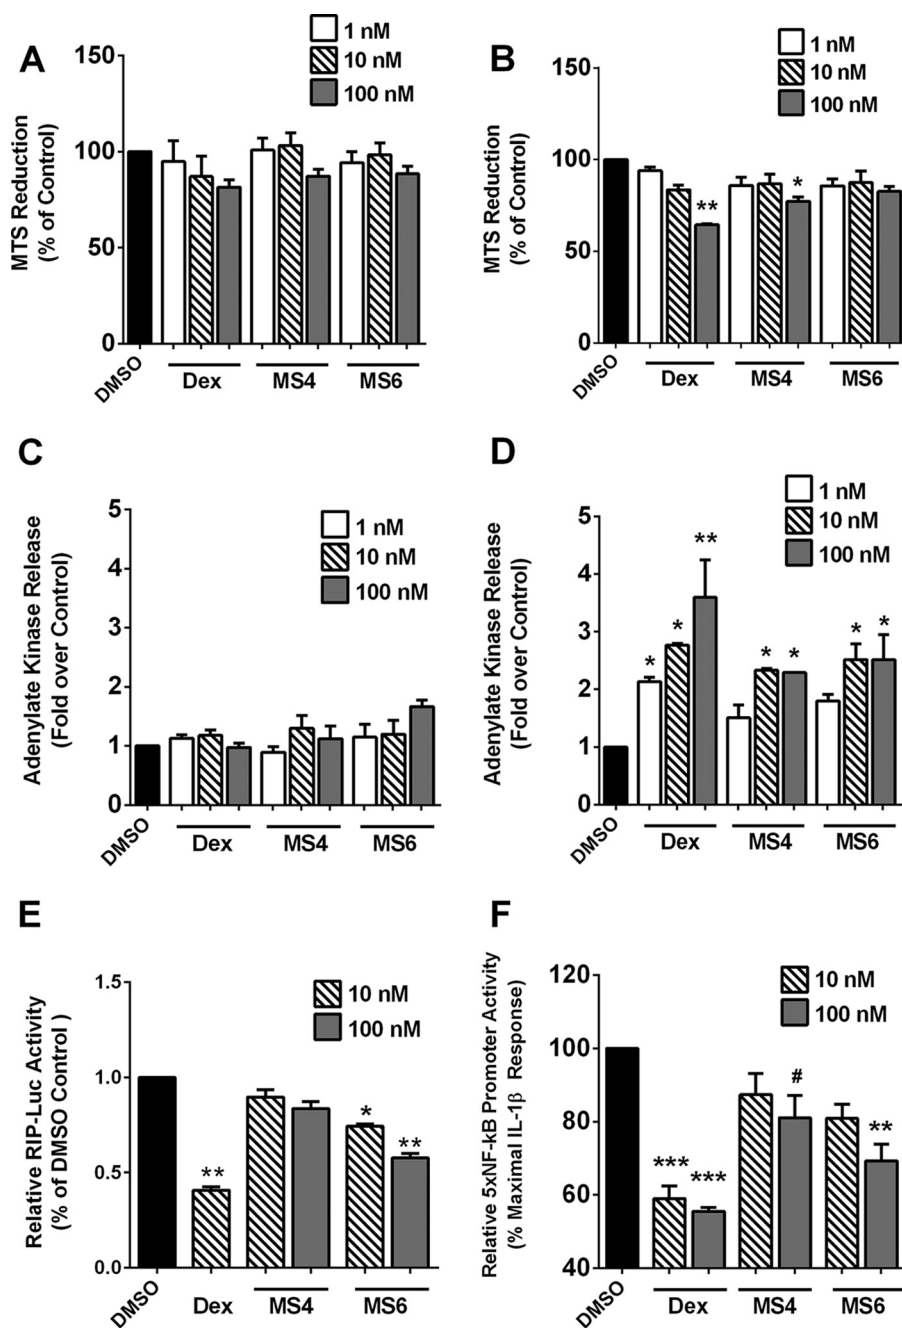 A
1 nM
10 nM
100 nM
MTS Reduction
(% of Control)
150
100
50
0
DMSO
Dex
MS4
MS6
B
1 nM
10 nM
100 nM
MTS Reduction
(% of Control)
150
100
50
0
**
*
DMSO
Dex
MS4
MS6
C
1 nM
10 nM
100 nM
Adenylate Kinase Release
(Fold over Control)
5
4
3
2
1
0
DMSO
Dex
MS4
MS6
D
1 nM
10 nM
100 nM
Adenylate Kinase Release
(Fold over Control)
5
4
3
2
1
0
*
*
**
*
*
*
*
DMSO
Dex
MS4
MS6
E
10 nM
100 nM
Relative RIP-Luc Activity
(% of DMSO Control )
1.5
1.0
0.5
0.0
**
*
**
DMSO
Dex
MS4
MS6
F
10 nM
100 nM
Relative 5xNF-kB Promoter Activity
(% Maximal IL-1β Response)
120
100
80
60
40
***
***
#
**
DMSO
Dex
MS4
MS6